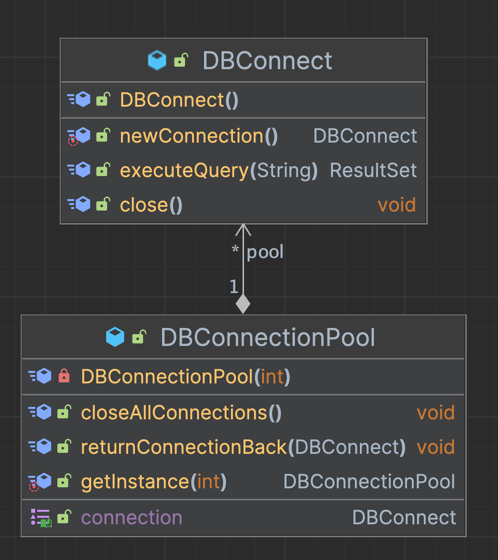 DBConnect
DBConnect()
newConnection() DBConnect
executeQuery(String) ResultSet
close() void
* pool
1
DBConnectionPool
DBConnectionPool(int)
closeAllConnections() void
returnConnectionBack(DBConnect) void
getInstance(int) DBConnectionPool
connection DBConnect